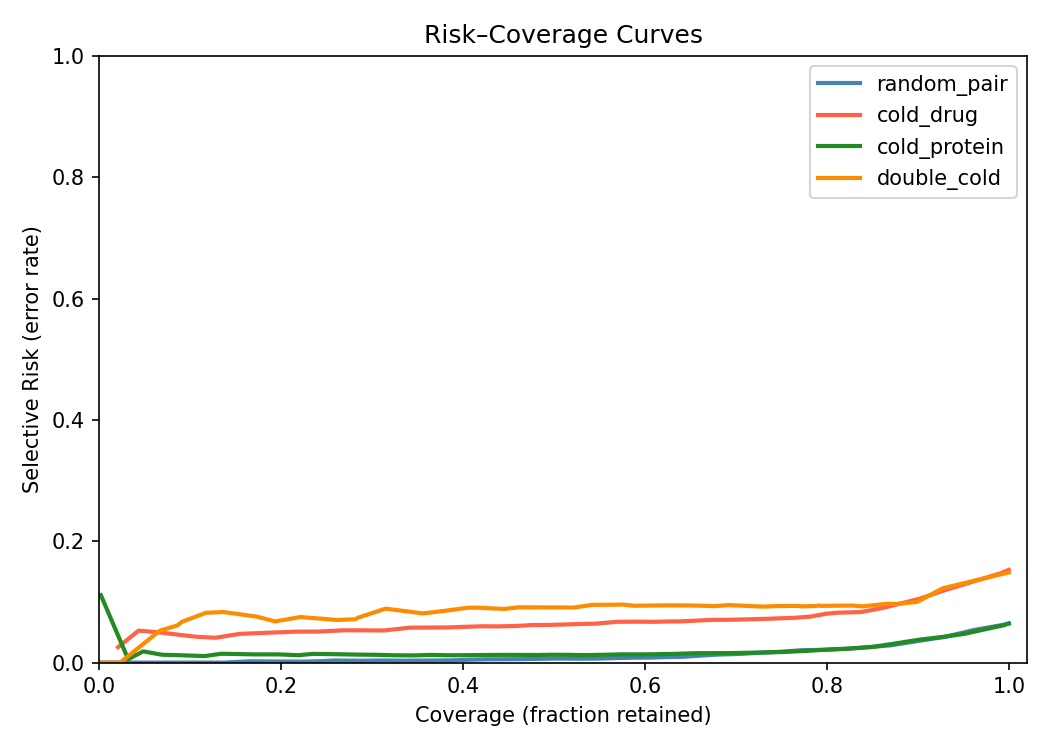 Risk–Coverage Curves
1.0
0.8
0.6
0.4
0.2
0.0
Selective Risk (error rate)
random_pair
cold_drug
cold_protein
double_cold
0.0 0.2 0.4 0.6 0.8 1.0
Coverage (fraction retained)